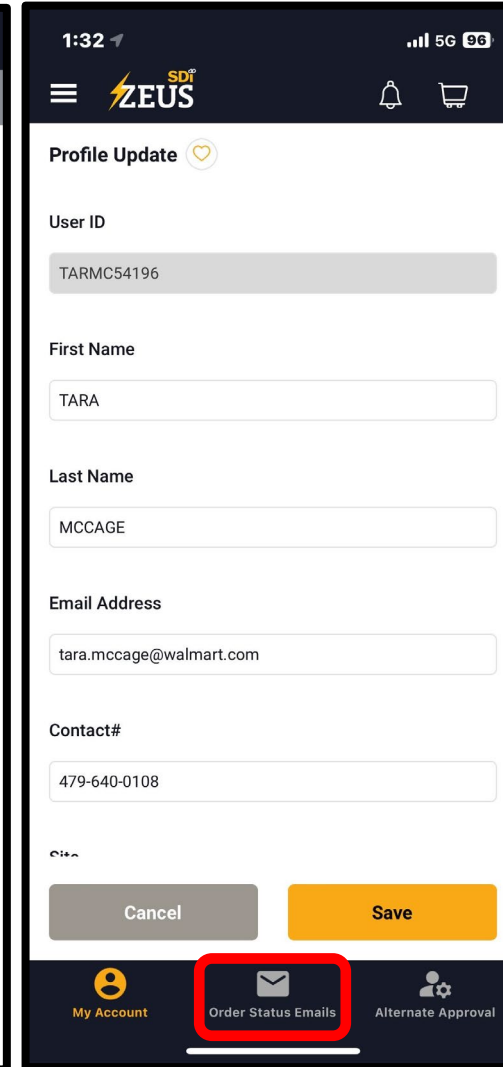 1:32 5G 96
SDI ZEUS
Profile Update
User ID
TARMC54196
First Name
TARA
Last Name
MCCAGE
Email Address
tara.mccage@walmart.com
Contact#
479-640-0108
Site
Cancel Save
My Account Order Status Emails Alternate Approval